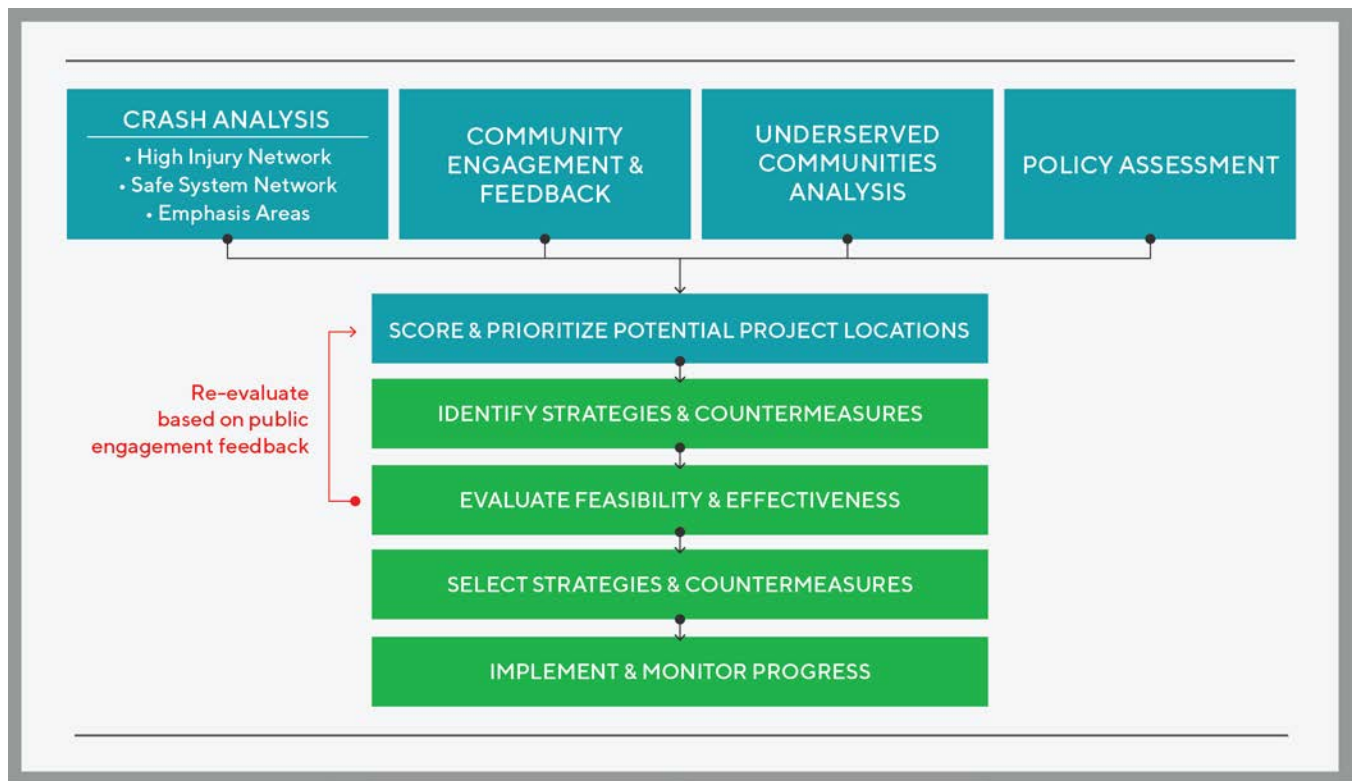 CRASH ANALYSIS
• High Injury Network
• Safe System Network
• Emphasis Areas
COMMUNITY
ENGAGEMENT &
FEEDBACK
UNDERSERVED
COMMUNITIES
ANALYSIS
POLICY ASSESSMENT
SCORE & PRIORITIZE POTENTIAL PROJECT LOCATIONS
Re-evaluate
based on public
engagement feedback
IDENTIFY STRATEGIES & COUNTERMEASURES
EVALUATE FEASIBILITY & EFFECTIVENESS
SELECT STRATEGIES & COUNTERMEASURES
IMPLEMENT & MONITOR PROGRESS